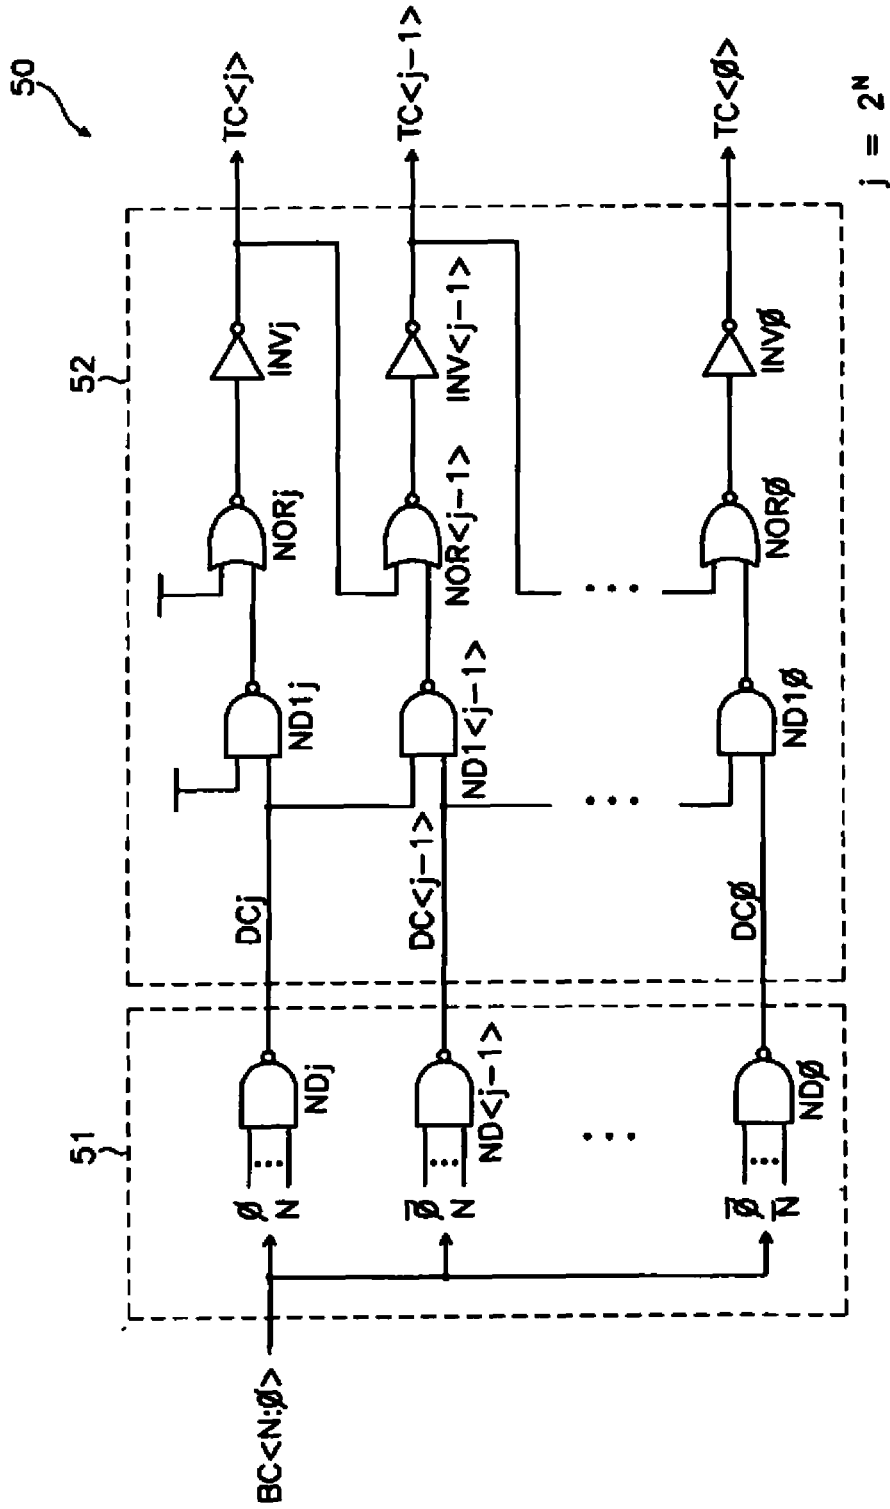 50
51
52
BC<N:Ø>
Ø
N
NDj
DCj
ND1j
NORj
INVj
TC<j>
Ø̅
N
ND<j-1>
DC<j-1>
ND1<j-1>
NOR<j-1>
INV<j-1>
TC<j-1>
...
...
...
Ø̅
N̅
NDØ
DCØ
ND1Ø
NORØ
INVØ
TC<Ø>
j = 2ᴺ